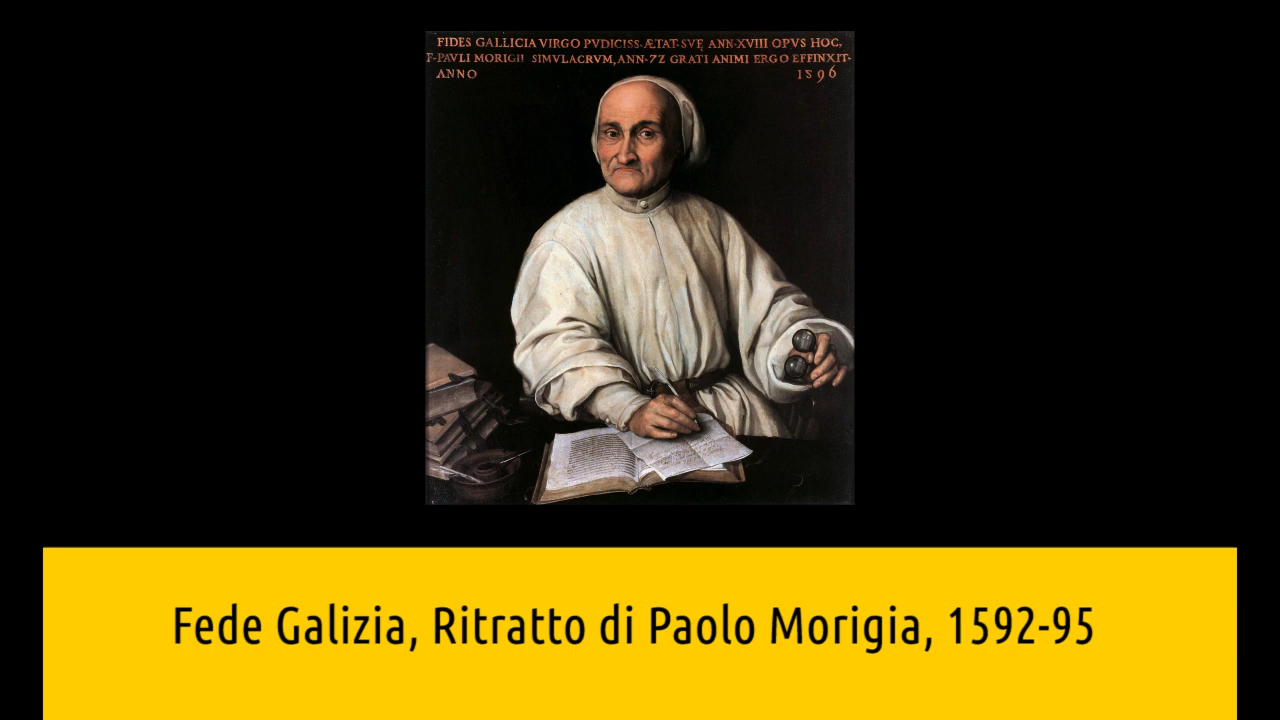 FIDES GALLICIA VIRGO PVDICISS·ÆTAT·SVĘ ANN·XVIII OPVS HOC,
F·PAVLI MORIGII SIMVLACRVM,ANN·72 GRATI ANIMI ERGO EFFINXIT·
ANNO 1596
Fede Galizia, Ritratto di Paolo Morigia, 1592-95